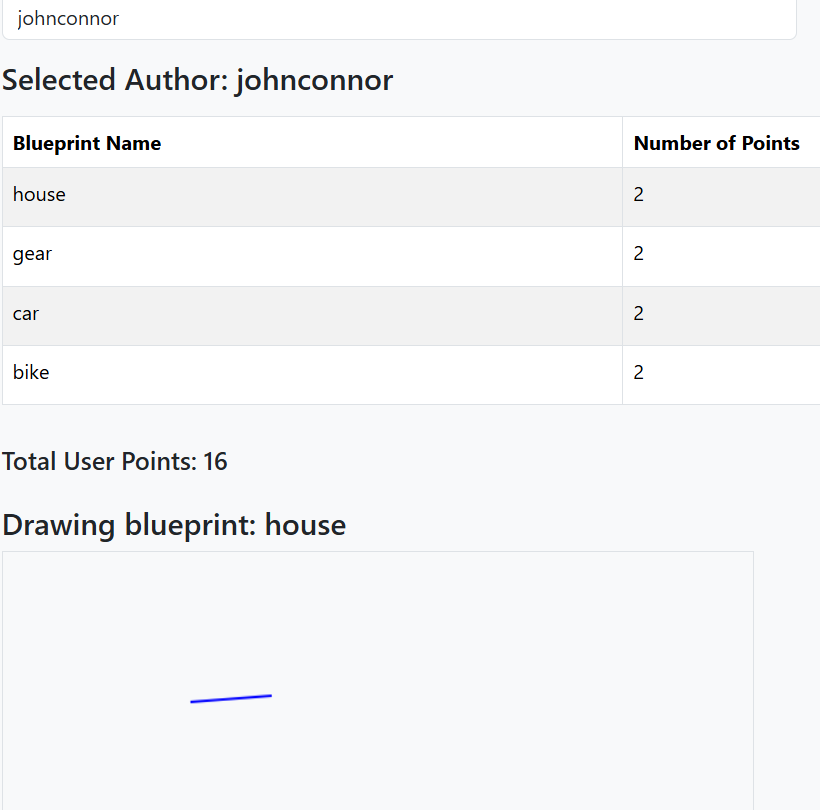 johnconnor
Selected Author: johnconnor
Blueprint Name Number of Points
house 2
gear 2
car 2
bike 2
Total User Points: 16
Drawing blueprint: house